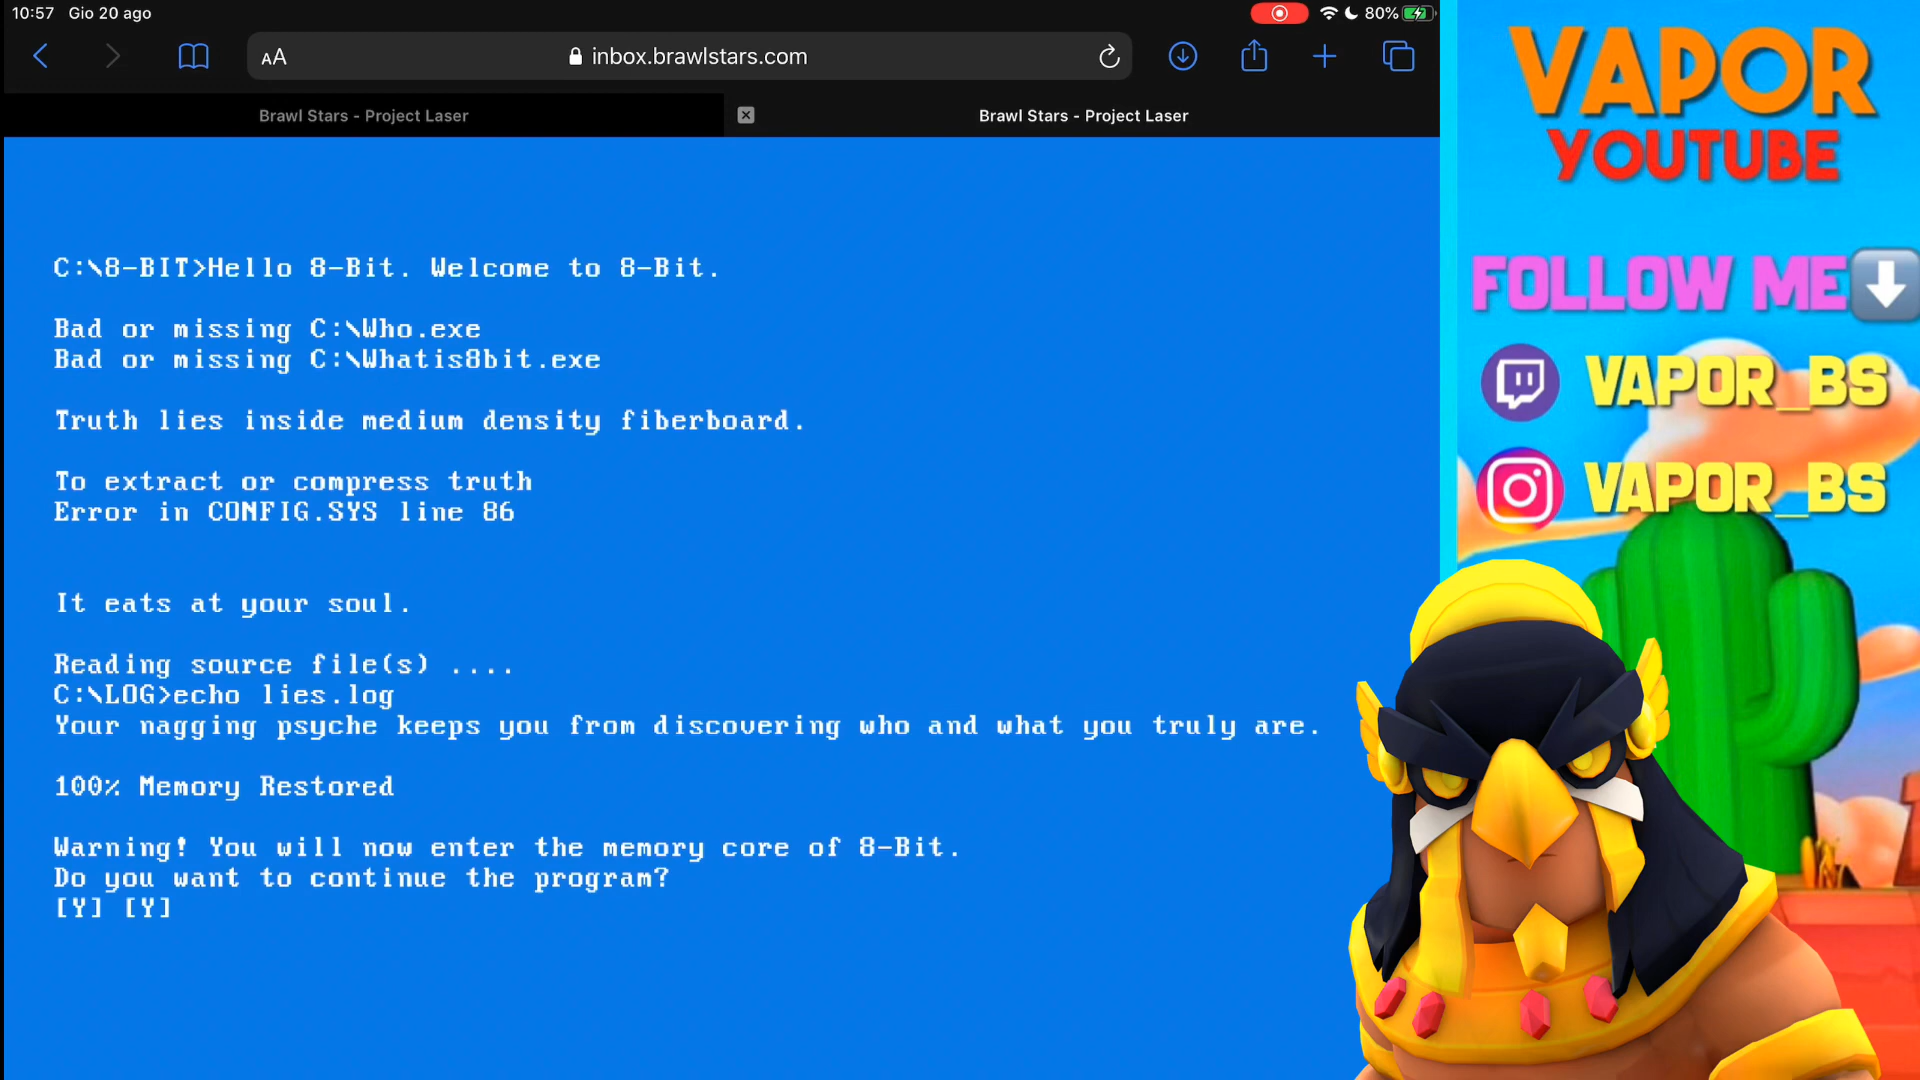 10:57 Gio 20 ago
80%
AA
inbox.brawlstars.com
Brawl Stars - Project Laser
Brawl Stars - Project Laser
C:\8-BIT>Hello 8-Bit. Welcome to 8-Bit.
Bad or missing C:\Who.exe
Bad or missing C:\Whatis8bit.exe
Truth lies inside medium density fiberboard.
To extract or compress truth
Error in CONFIG.SYS line 86
It eats at your soul.
Reading source file(s) ....
C:\LOG>echo lies.log
Your nagging psyche keeps you from discovering who and what you truly are.
100% Memory Restored
Warning! You will now enter the memory core of 8-Bit.
Do you want to continue the program?
[Y] [Y]
VAPOR
YOUTUBE
FOLLOW ME
VAPOR_BS
VAPOR_BS